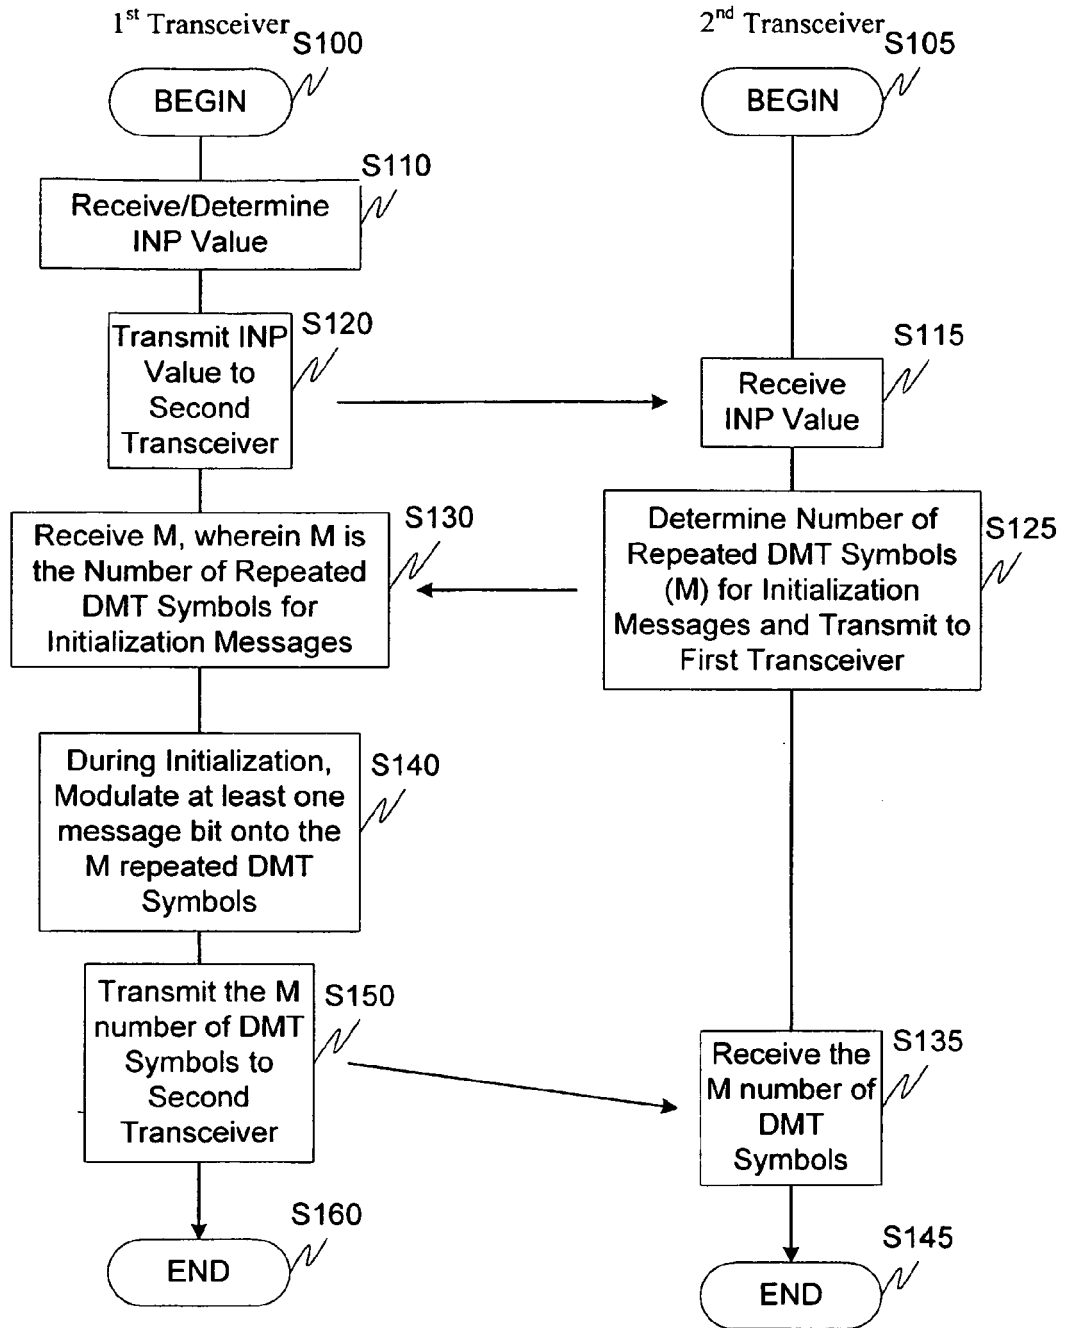 1st Transceiver
S100
BEGIN
S110
Receive/Determine
INP Value
Transmit INP
Value to
Second
Transceiver
S120
Receive M, wherein M is
the Number of Repeated
DMT Symbols for
Initialization Messages
S130
During Initialization,
Modulate at least one
message bit onto the
M repeated DMT
Symbols
S140
Transmit the M
number of DMT
Symbols to
Second
Transceiver
S150
S160
END
2nd Transceiver
S105
BEGIN
S115
Receive
INP Value
Determine Number of
Repeated DMT Symbols
(M) for Initialization
Messages and Transmit to
First Transceiver
S125
Receive the
M number of
DMT
Symbols
S135
S145
END